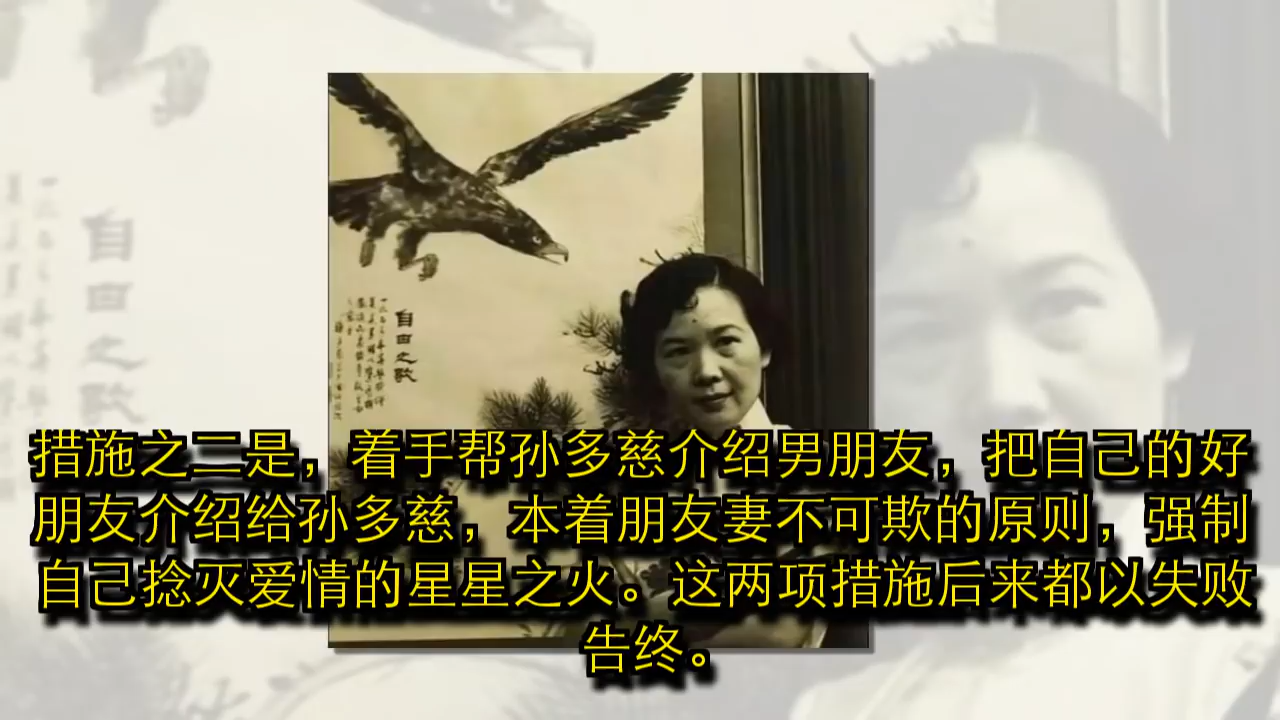 自由之歌
措施之二是，着手帮孙多慈介绍男朋友，把自己的好
朋友介绍给孙多慈，本着朋友妻不可欺的原则，强制
自己捻灭爱情的星星之火。这两项措施后来都以失败
告终。